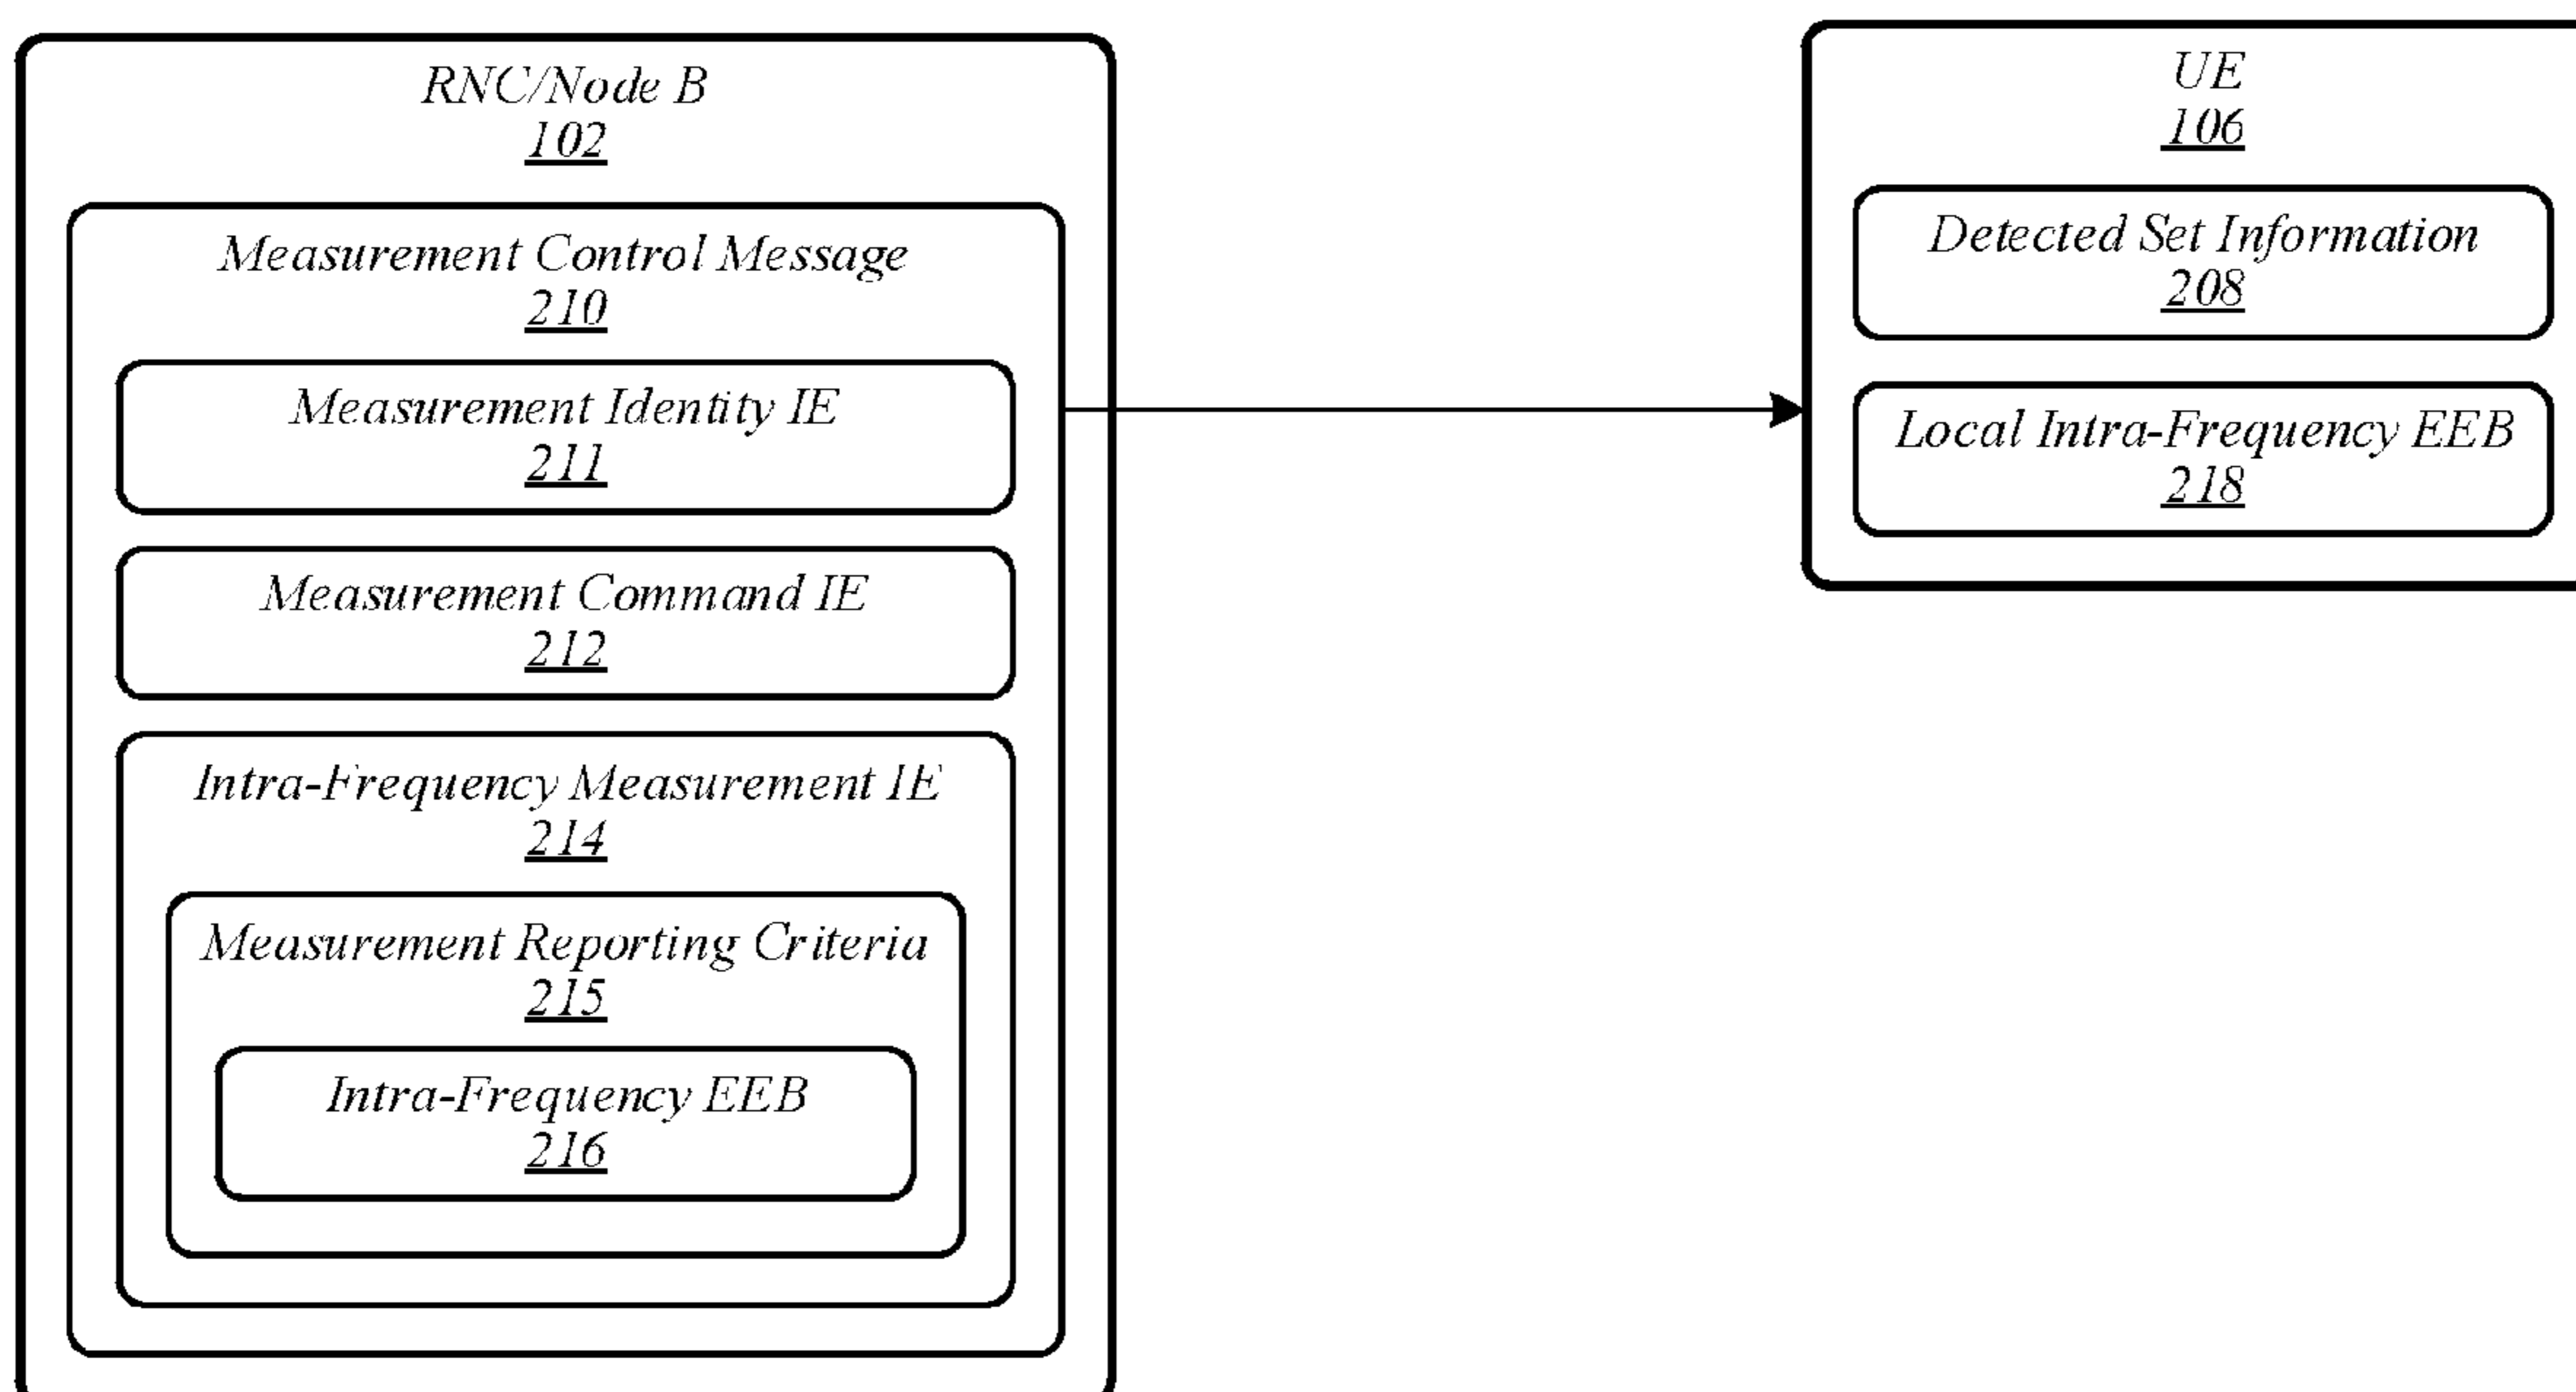 RNC/Node B
102
Measurement Control Message
210
Measurement Identity IE
211
Measurement Command IE
212
Intra-Frequency Measurement IE
214
Measurement Reporting Criteria
215
Intra-Frequency EEB
216
UE
106
Detected Set Information
208
Local Intra-Frequency EEB
218